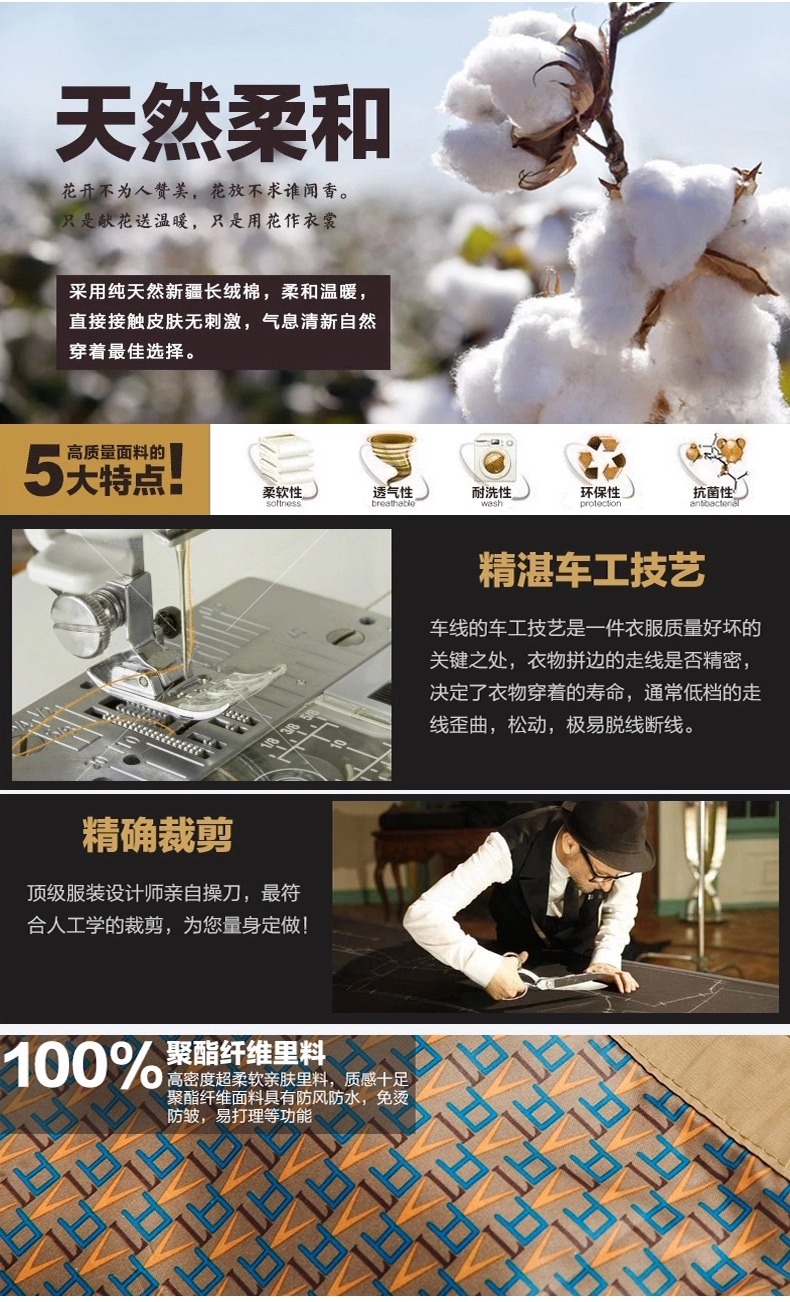 天然柔和
花开不为人赞美，花放不求谁闻香。
只是献花送温暖，只是用花作衣裳
采用纯天然新疆长绒棉，柔和温暖，
直接接触皮肤无刺激，气息清新自然
穿着最佳选择。
5
高质量面料的
大特点!
柔软性
softness
透气性
breathable
耐洗性
wash
环保性
protection
抗菌性
antibacterial
精湛车工技艺
车线的车工技艺是一件衣服质量好坏的
关键之处，衣物拼边的走线是否精密，
决定了衣物穿着的寿命，通常低档的走
线歪曲，松动，极易脱线断线。
精确裁剪
顶级服装设计师亲自操刀，最符
合人工学的裁剪，为您量身定做！
100%
聚酯纤维里料
高密度超柔软亲肤里料，质感十足
聚酯纤维面料具有防风防水，免烫
防皱，易打理等功能